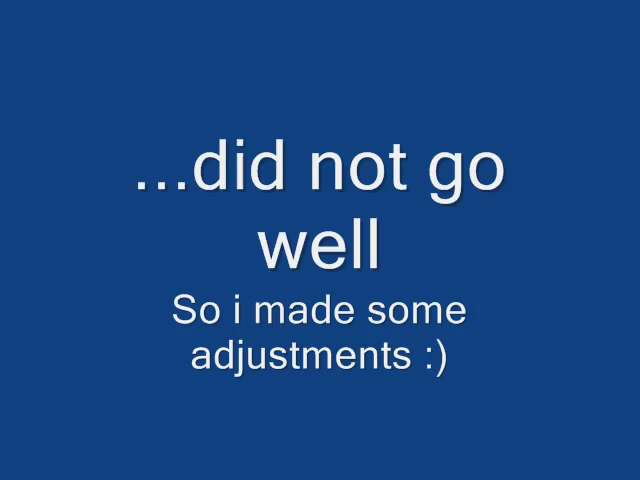 ...did not go
well
So i made some
adjustments :)